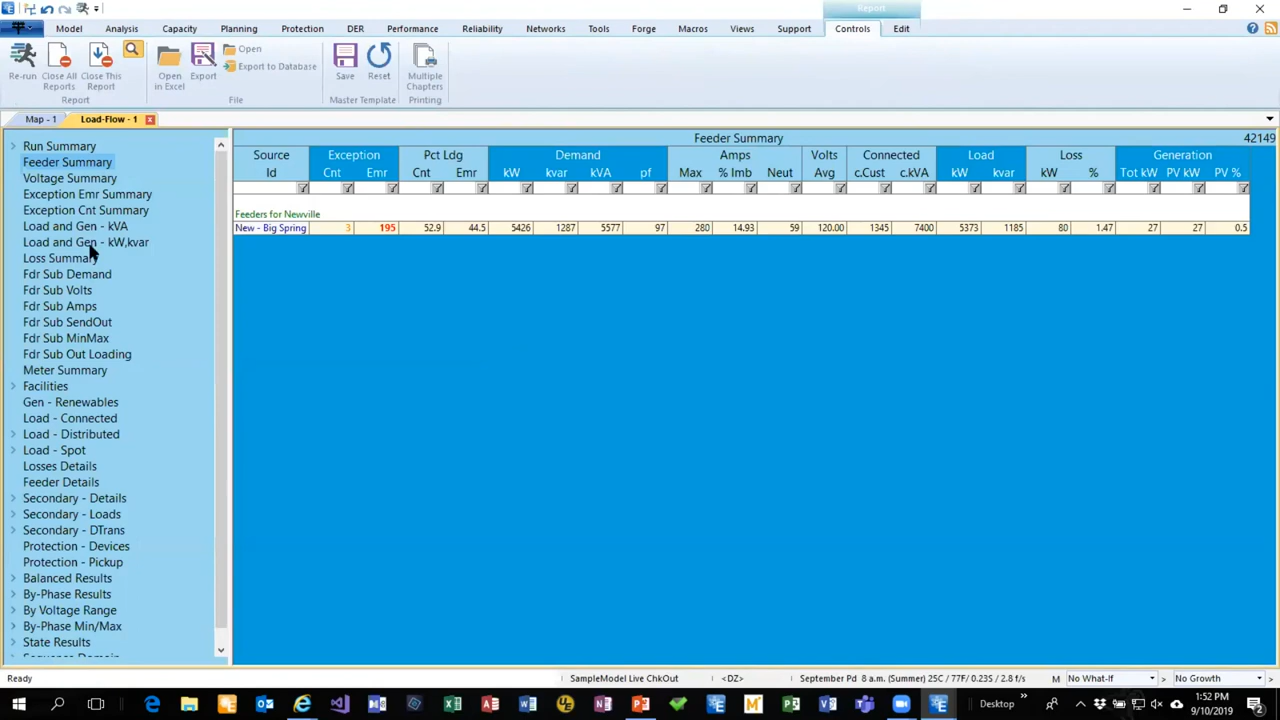 Report
Model Analysis Capacity Planning Protection DER Performance Reliability Networks Tools Forge Macros Views Support Controls Edit
Re-run Close All Reports Close This Report Open in Excel Export Open Export to Database Save Reset Multiple Chapters
Report File Master Template Printing
Map - 1 Load-Flow - 1
Run Summary
Feeder Summary
Voltage Summary
Exception Emr Summary
Exception Cnt Summary
Load and Gen - kVA
Load and Gen - kW,kvar
Loss Summary
Fdr Sub Demand
Fdr Sub Volts
Fdr Sub Amps
Fdr Sub SendOut
Fdr Sub MinMax
Fdr Sub Out Loading
Meter Summary
Facilities
Gen - Renewables
Load - Connected
Load - Distributed
Load - Spot
Losses Details
Feeder Details
Secondary - Details
Secondary - Loads
Secondary - DTrans
Protection - Devices
Protection - Pickup
Balanced Results
By-Phase Results
By Voltage Range
By-Phase Min/Max
State Results
Feeder Summary 42149
Source Exception Pct Ldg Demand Amps Volts Connected Load Loss Generation
Id Cnt Emr Cnt Emr kW kvar kVA pf Max % Imb Neut Avg c.Cust c.kVA kW kvar kW % Tot kW PV kW PV %
Feeders for Newville
New - Big Spring 3 195 52.9 44.5 5426 1287 5577 97 280 14.93 59 120.00 1345 7400 5373 1185 80 1.47 27 27 0.5
Ready SampleModel Live ChkOut <DZ> September Pd 8 a.m. (Summer) 25C / 77F/ 0.23S / 2.8 f/s M No What-If No Growth
Desktop 1:52 PM
9/10/2019